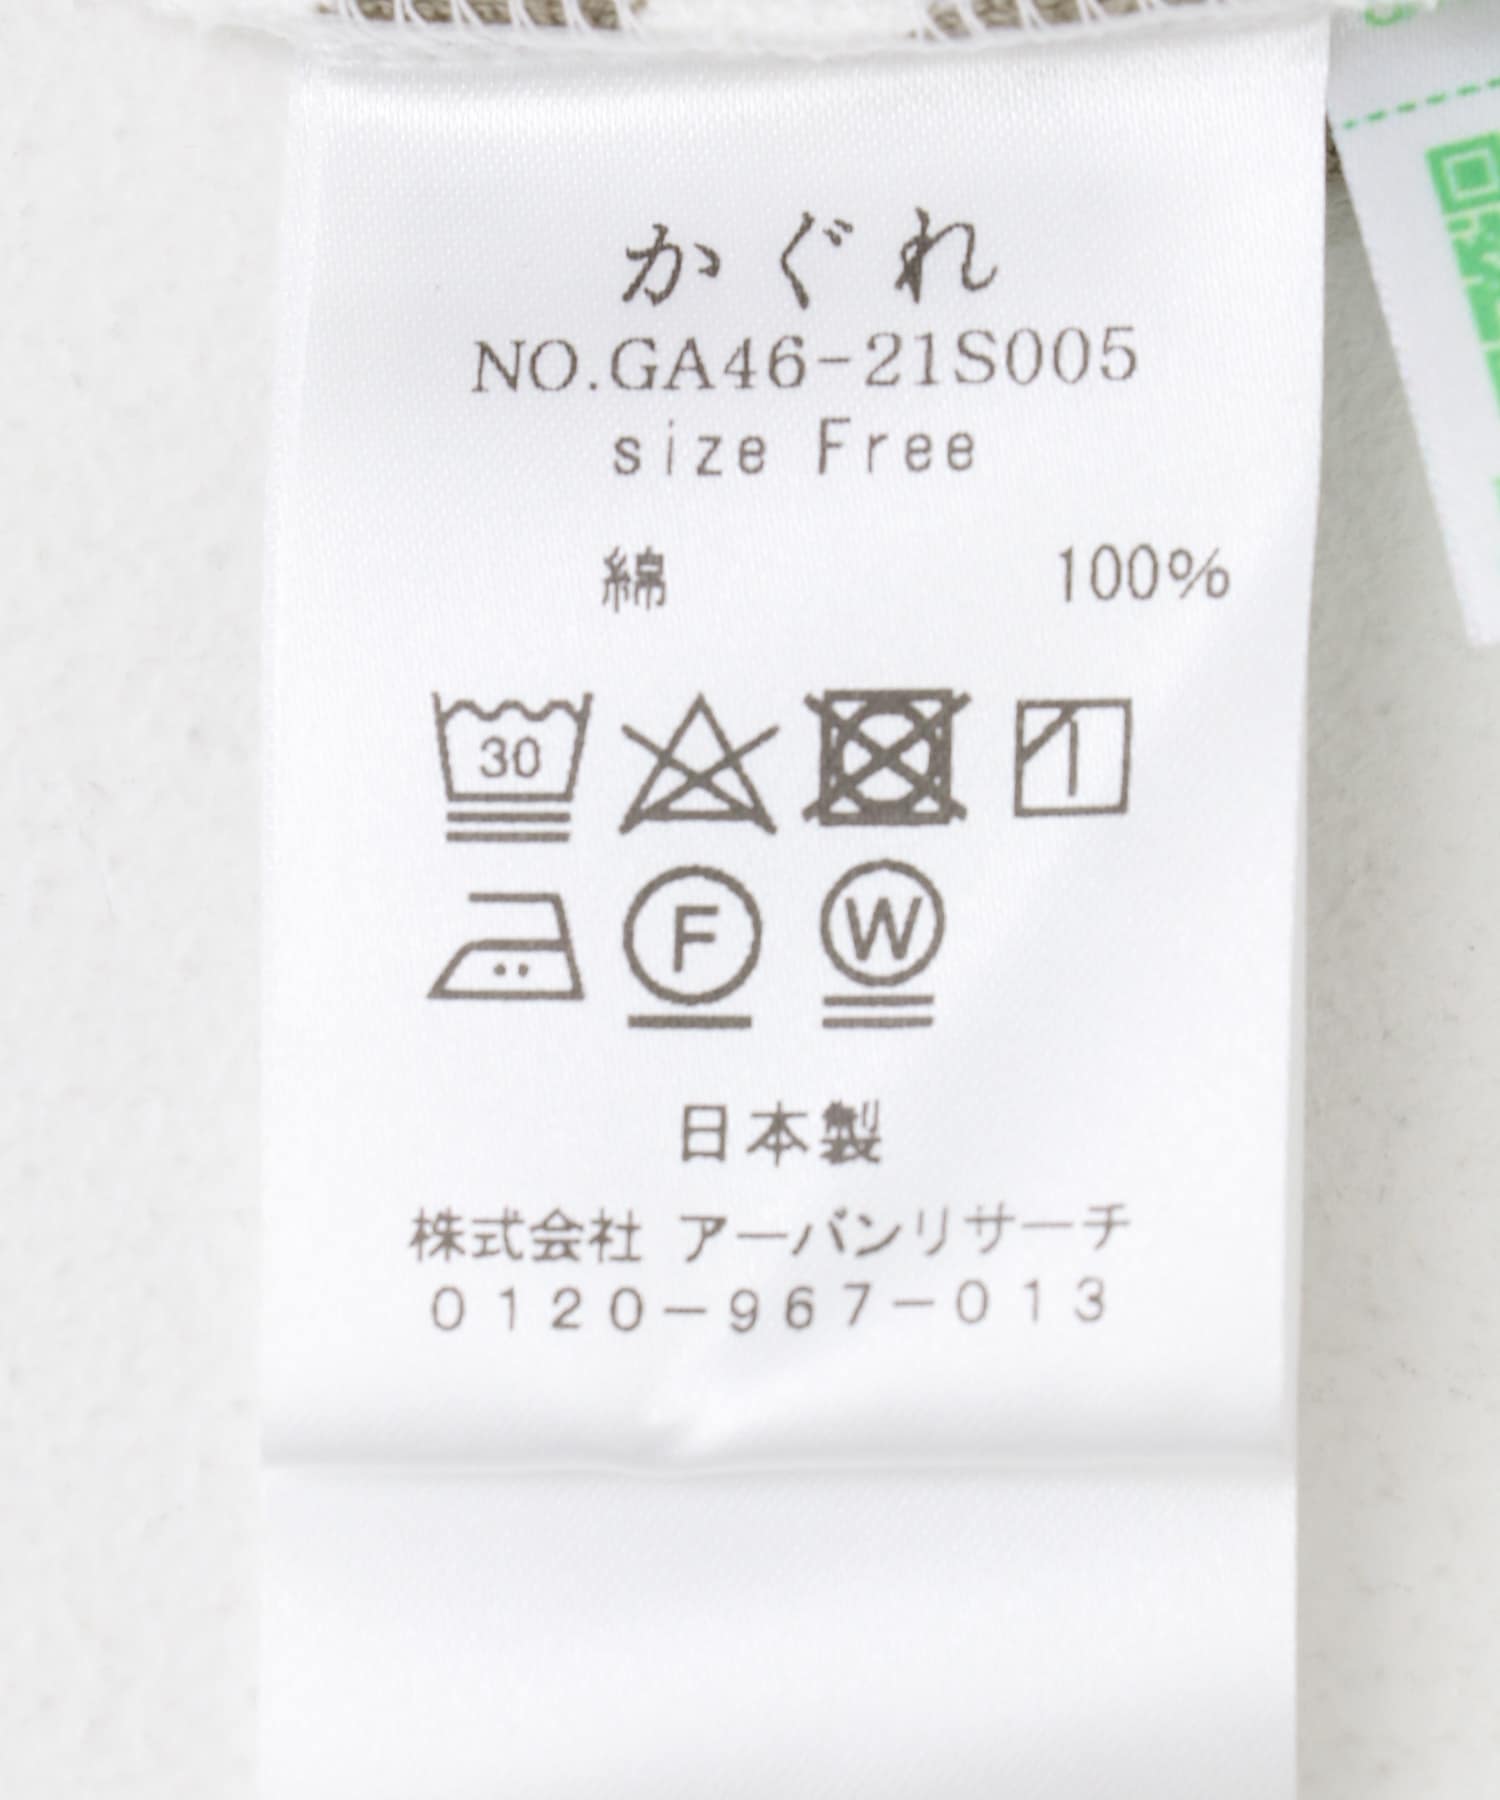 かぐれ
NO.GA46-21S005
size Free
綿 100%
30
F W
日本製
株式会社 アーバンリサーチ
0120-967-013